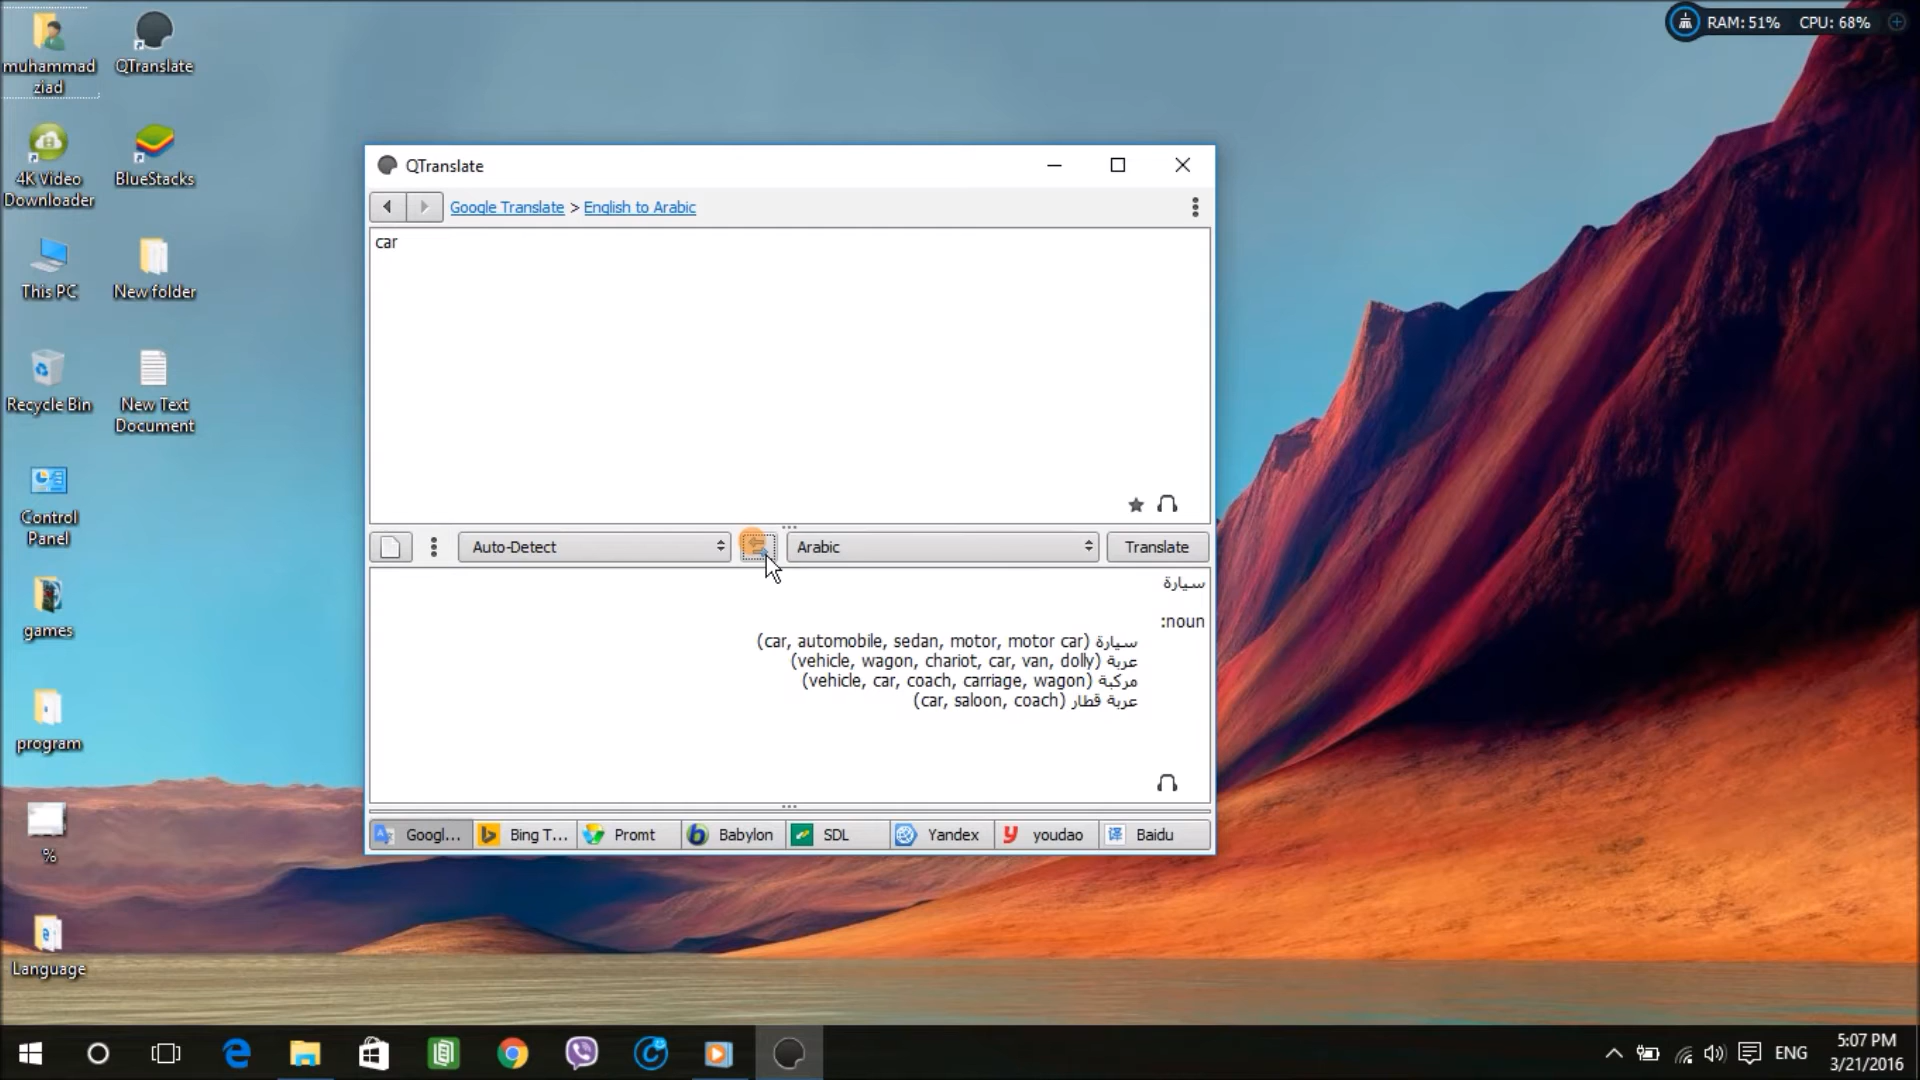 muhammad
ziad
QTranslate
4K Video
Downloader
BlueStacks
This PC
New folder
Recycle Bin
New Text
Document
Control
Panel
games
program
%
Language
RAM: 51% CPU: 68%
QTranslate
Google Translate > English to Arabic
car
Auto-Detect
Arabic
Translate
سيارة
noun:
سيارة (car, automobile, sedan, motor, motor car)
عربة (vehicle, wagon, chariot, car, van, dolly)
مركبة (vehicle, car, coach, carriage, wagon)
عربة قطار (car, saloon, coach)
Googl...
Bing T...
Promt
Babylon
SDL
Yandex
youdao
Baidu
ENG
5:07 PM
3/21/2016